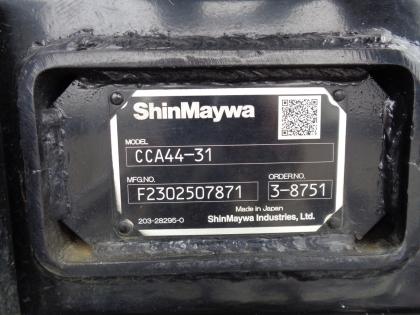 ShinMaywa
MODEL
CCA44-31
MFG.NO. ORDER.NO.
F2302507871 3-8751
Made in Japan
203-28295-0 ShinMaywa Industries, Ltd.